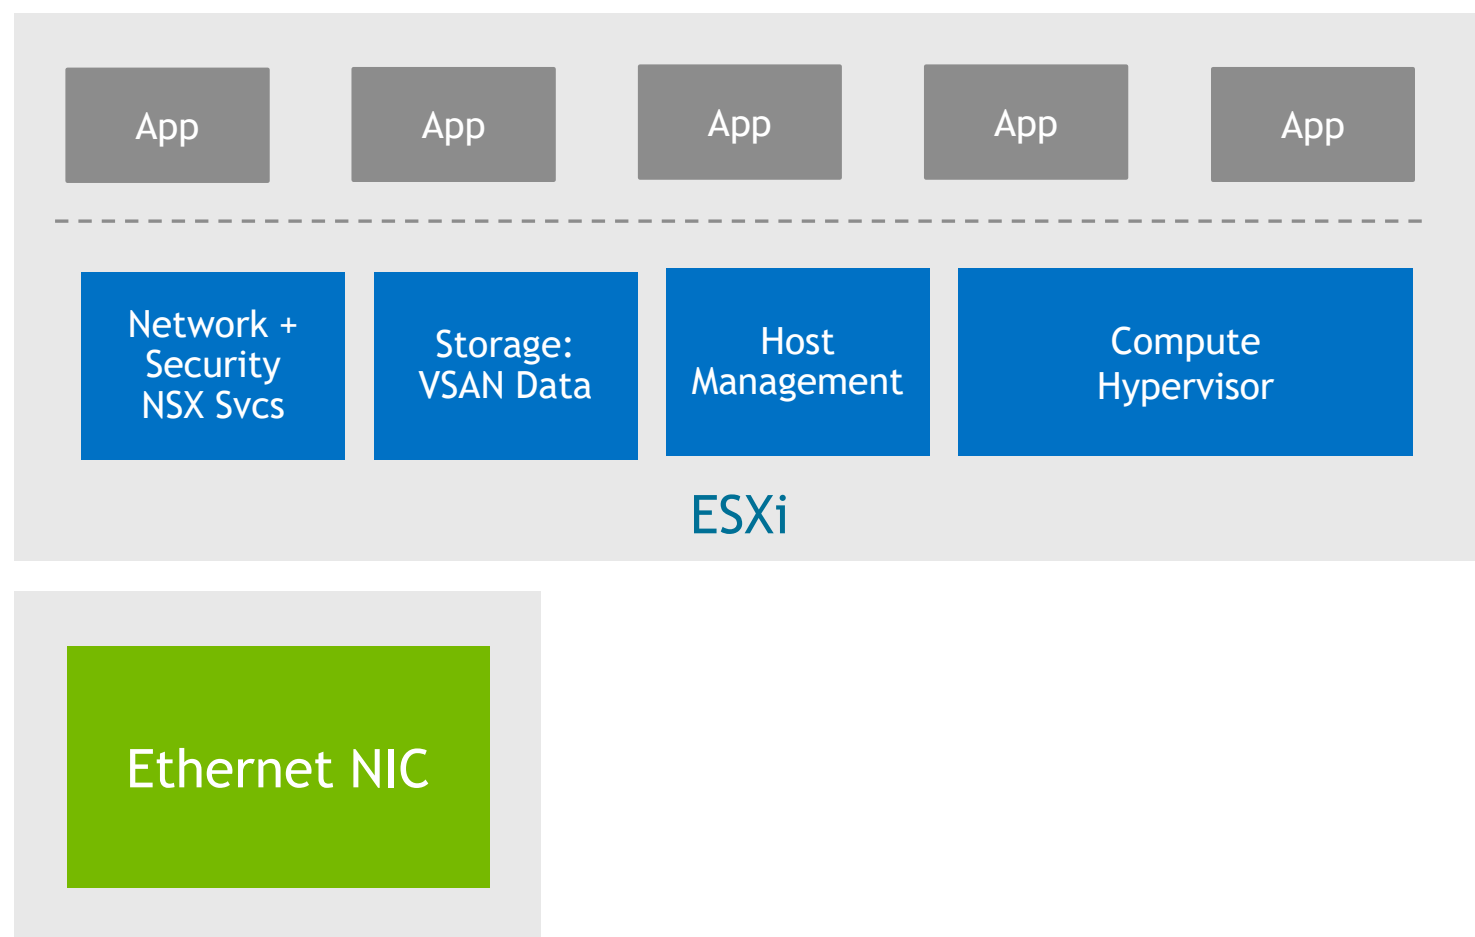 App
App
App
App
App
Network +
Security
NSX Svcs
Storage:
VSAN Data
Host
Management
Compute
Hypervisor
ESXi
Ethernet NIC